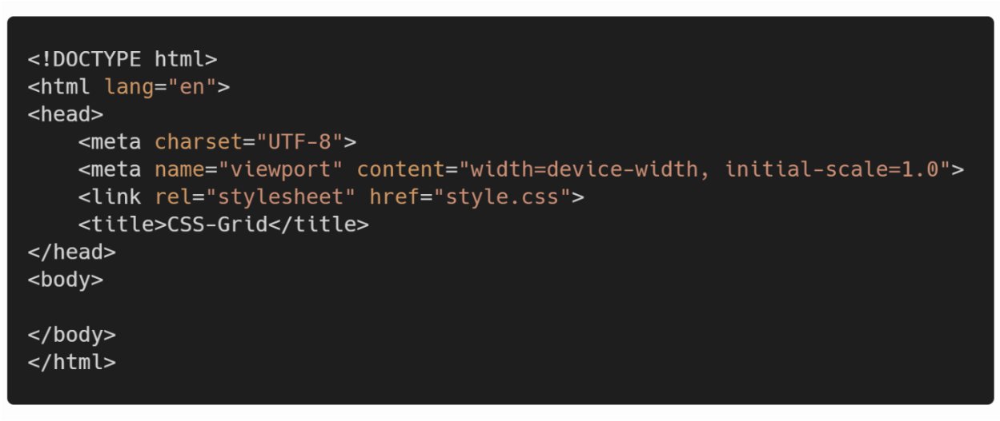 <!DOCTYPE html>
<html lang="en">
<head>
    <meta charset="UTF-8">
    <meta name="viewport" content="width=device-width, initial-scale=1.0">
    <link rel="stylesheet" href="style.css">
    <title>CSS-Grid</title>
</head>
<body>

</body>
</html>